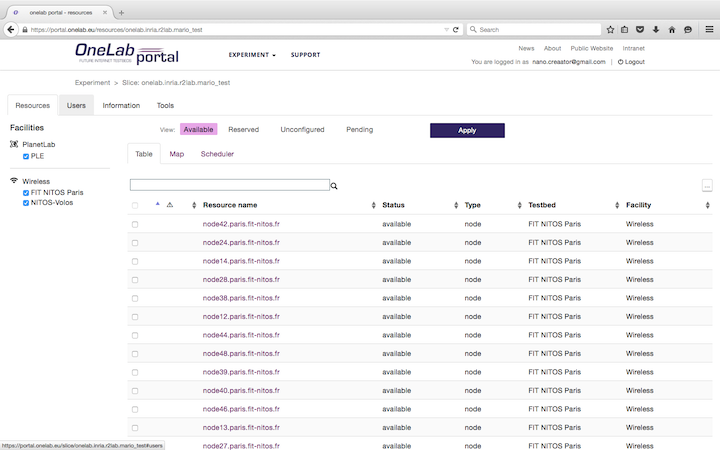 onelab portal - resources
https://portal.onelab.eu/resources/onelab.inria.r2lab.mario_test
Search
OneLab
FUTURE INTERNET TESTBEDS
portal
EXPERIMENT
SUPPORT
News About Public Website Intranet
You are logged in as nano.creaator@gmail.com | Logout
Experiment > Slice: onelab.inria.r2lab.mario_test
Resources Users Information Tools
Facilities
PlanetLab
PLE
Wireless
FIT NITOS Paris
NITOS-Volos
View: Available Reserved Unconfigured Pending Apply
Table Map Scheduler
...
Resource name Status Type Testbed Facility
node42.paris.fit-nitos.fr available node FIT NITOS Paris Wireless
node24.paris.fit-nitos.fr available node FIT NITOS Paris Wireless
node14.paris.fit-nitos.fr available node FIT NITOS Paris Wireless
node28.paris.fit-nitos.fr available node FIT NITOS Paris Wireless
node38.paris.fit-nitos.fr available node FIT NITOS Paris Wireless
node12.paris.fit-nitos.fr available node FIT NITOS Paris Wireless
node44.paris.fit-nitos.fr available node FIT NITOS Paris Wireless
node48.paris.fit-nitos.fr available node FIT NITOS Paris Wireless
node39.paris.fit-nitos.fr available node FIT NITOS Paris Wireless
node40.paris.fit-nitos.fr available node FIT NITOS Paris Wireless
node46.paris.fit-nitos.fr available node FIT NITOS Paris Wireless
node13.paris.fit-nitos.fr available node FIT NITOS Paris Wireless
node27.paris.fit-nitos.fr available node FIT NITOS Paris Wireless
https://portal.onelab.eu/slice/onelab.inria.r2lab.mario_test#users